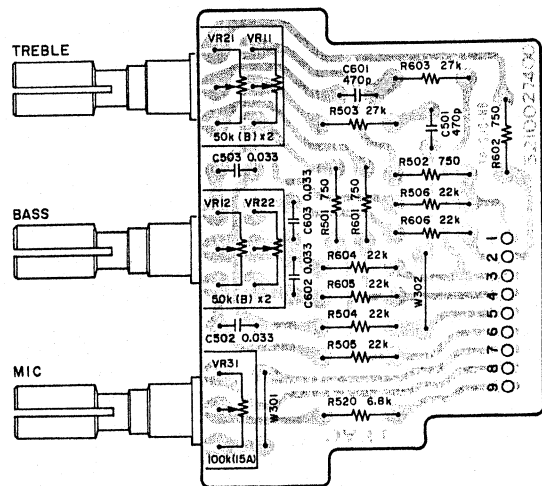 TREBLE
VR21 VR11
50k (B) x2
C601
470p
R603 27k
R503 27k
C501
470p
R602 750
C503 0.033
R502 750
R506 22k
R606 22k
BASS
VR12 VR22
50k (B) x2
C603 0.033
C602 0.033
R501 750
R601 750
R604 22k
R605 22k
R504 22k
R505 22k
W302
C502 0.033
MIC
VR31
100k(15A)
W301
R520 6.8k
1
2
3
4
5
6
7
8
9